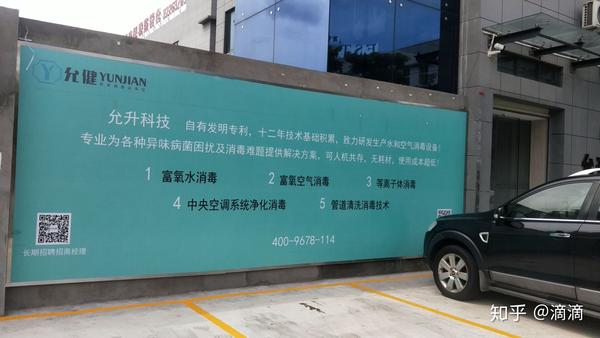 允健 YUNJIAN
允升科技 自有发明专利，十二年技术基础积累，致力研发生产水和空气消毒设备！
专业为各种异味病菌困扰及消毒难题提供解决方案，可人机共存，无耗材，使用成本超低！
1 富氧水消毒 2 富氧空气消毒 3 等离子体消毒
4 中央空调系统净化消毒 5 管道清洗消毒技术
400-9678-114
长期招聘招商经理
知乎 @滴滴